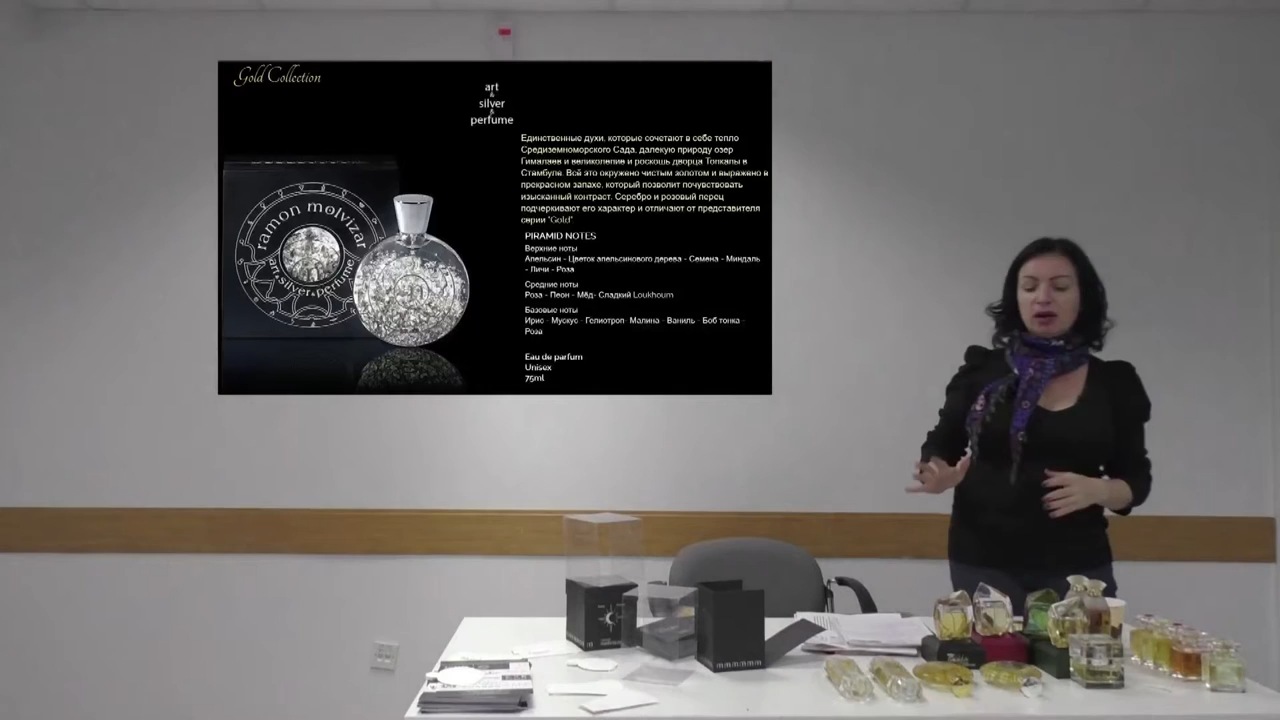 Gold Collection
art
&
silver
&
perfume
Единственные духи, которые сочетают в себе тепло
Средиземноморского Сада, далекую природу озер
Гималаев и великолепие и роскошь дворца Топкапы в
Стамбуле. Всё это окружено чистым золотом и выражено в
прекрасном запахе, который позволит почувствовать
изысканный контраст. Серебро и розовый перец
подчеркивают его характер и отличают от представителя
серии "Gold"
PIRAMID NOTES
Верхние ноты
Апельсин - Цветок апельсинового дерева - Семена - Миндаль
- Личи - Роза
Средние ноты
Роза - Пеон - Мёд- Сладкий Loukhoum
Базовые ноты
Ирис - Мускус - Гелиотроп- Малина - Ваниль - Боб тонка -
Роза
Eau de parfum
Unisex
75ml
ramon molvizar
art&silver&perfume